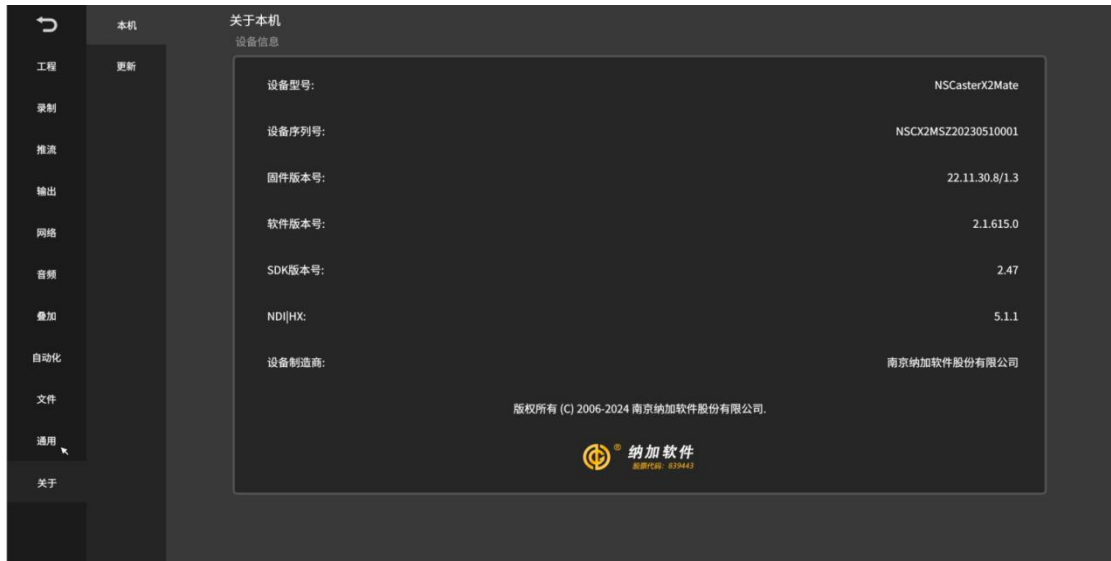 本机
关于本机
设备信息
工程
更新
录制
推流
输出
网络
音频
叠加
自动化
文件
通用
关于
设备型号: NSCasterX2Mate
设备序列号: NSCX2MSZ20230510001
固件版本号: 22.11.30.8/1.3
软件版本号: 2.1.615.0
SDK版本号: 2.47
NDI|HX: 5.1.1
设备制造商: 南京纳加软件股份有限公司
版权所有 (C) 2006-2024 南京纳加软件股份有限公司.
® 纳加软件
股票代码: 839443